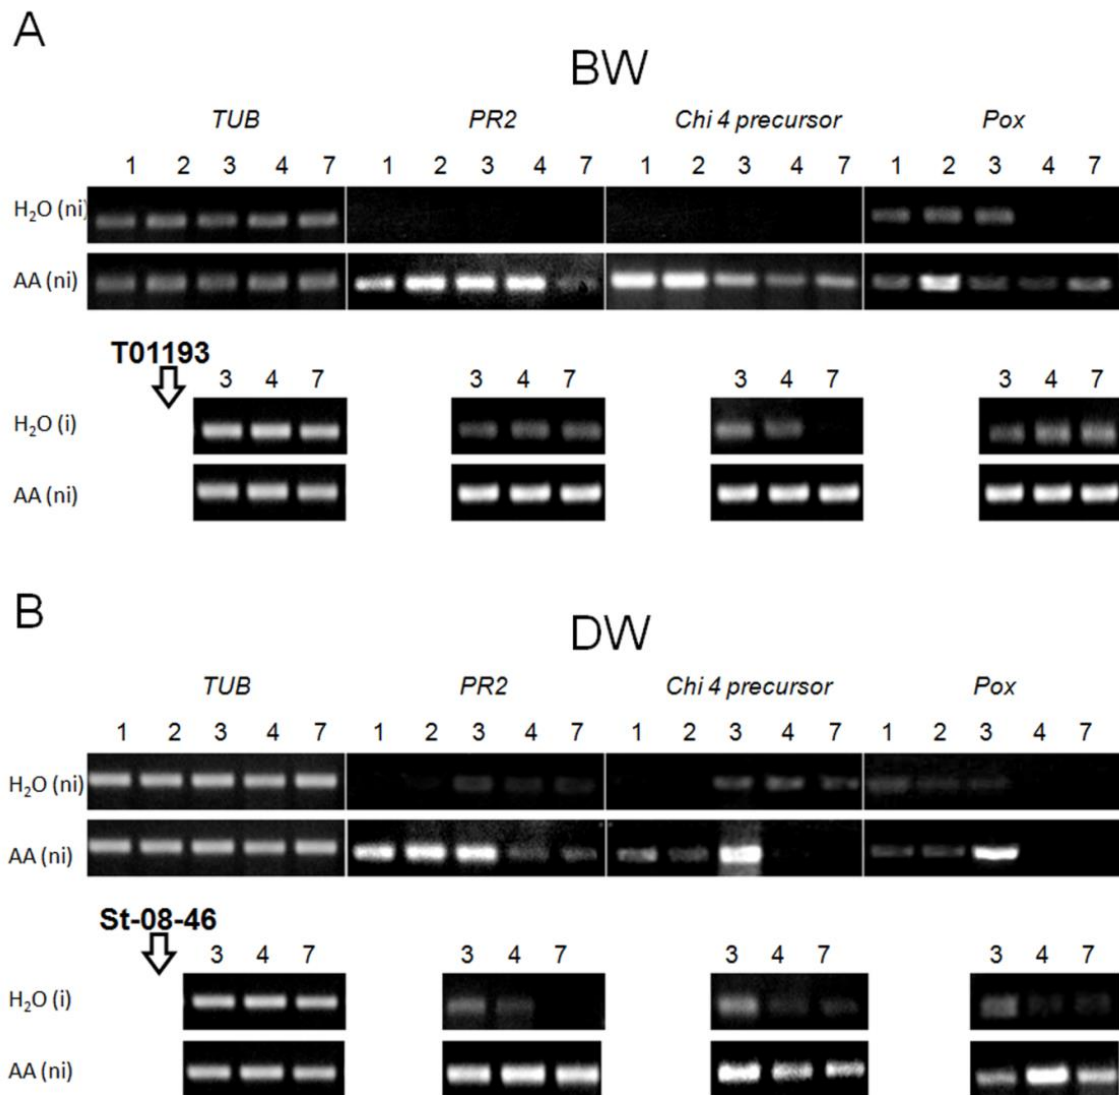 A
BW
TUB PR2 Chi 4 precursor Pox
1 2 3 4 7 1 2 3 4 7 1 2 3 4 7 1 2 3 4 7
H₂O (ni)
AA (ni)
T01193
3 4 7 3 4 7 3 4 7 3 4 7
H₂O (i)
AA (ni)
B
DW
TUB PR2 Chi 4 precursor Pox
1 2 3 4 7 1 2 3 4 7 1 2 3 4 7 1 2 3 4 7
H₂O (ni)
AA (ni)
St-08-46
3 4 7 3 4 7 3 4 7 3 4 7
H₂O (i)
AA (ni)